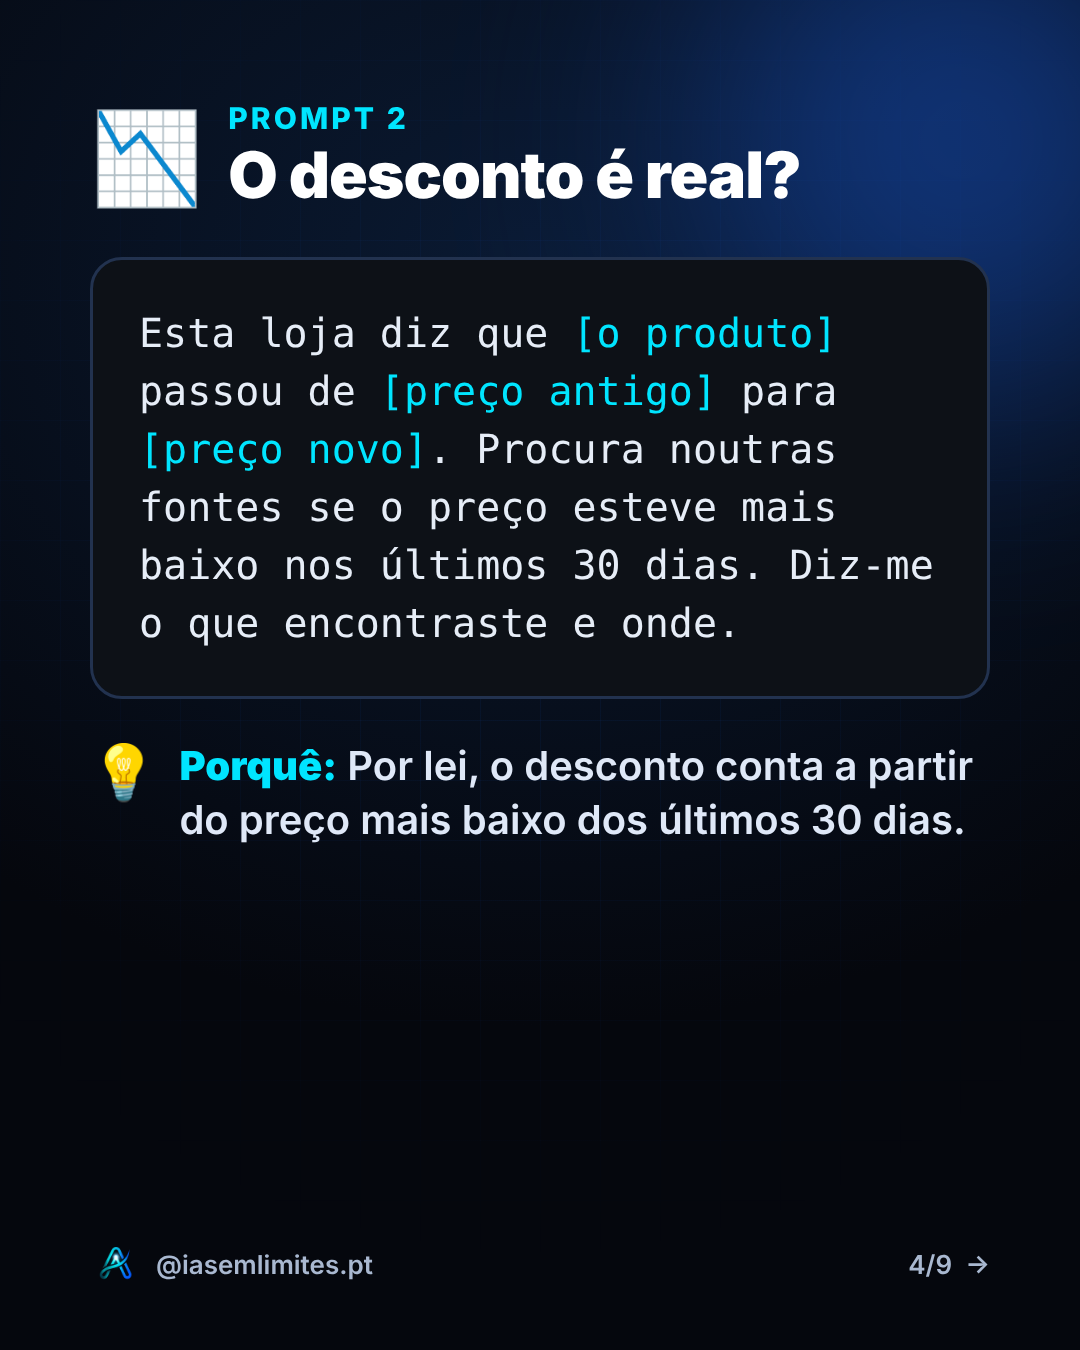 PROMPT 2
O desconto é real?
Esta loja diz que [o produto]
passou de [preço antigo] para
[preço novo]. Procura noutras
fontes se o preço esteve mais
baixo nos últimos 30 dias. Diz-me
o que encontraste e onde.
Porquê: Por lei, o desconto conta a partir
do preço mais baixo dos últimos 30 dias.
@iasemlimites.pt
4/9 →